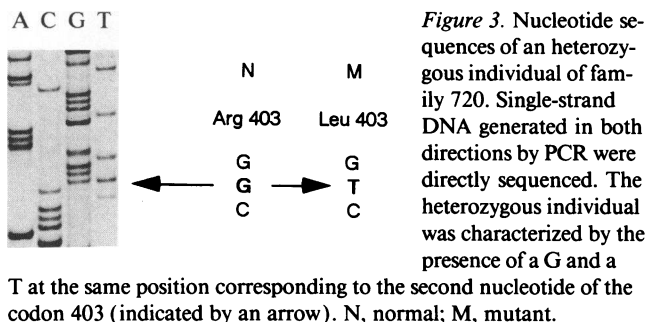 A C G T
N M
Arg 403 Leu 403
G G
G T
C C
Figure 3. Nucleotide se-
quences of an heterozy-
gous individual of fam-
ily 720. Single-strand
DNA generated in both
directions by PCR were
directly sequenced. The
heterozygous individual
was characterized by the
presence of a G and a
T at the same position corresponding to the second nucleotide of the
codon 403 (indicated by an arrow). N, normal; M, mutant.